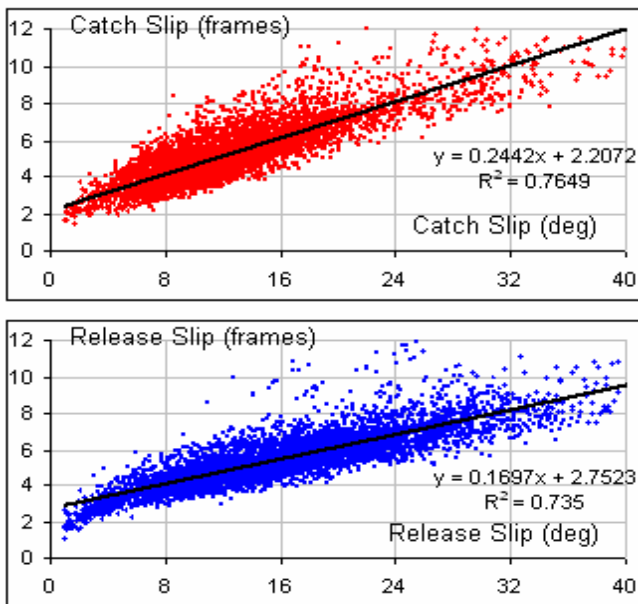 Catch Slip (frames)
12
10
8
6
4
2
0
y = 0.2442x + 2.2072
R² = 0.7649
Catch Slip (deg)
0 8 16 24 32 40
Release Slip (frames)
12
10
8
6
4
2
0
y = 0.1697x + 2.7523
R² = 0.735
Release Slip (deg)
0 8 16 24 32 40